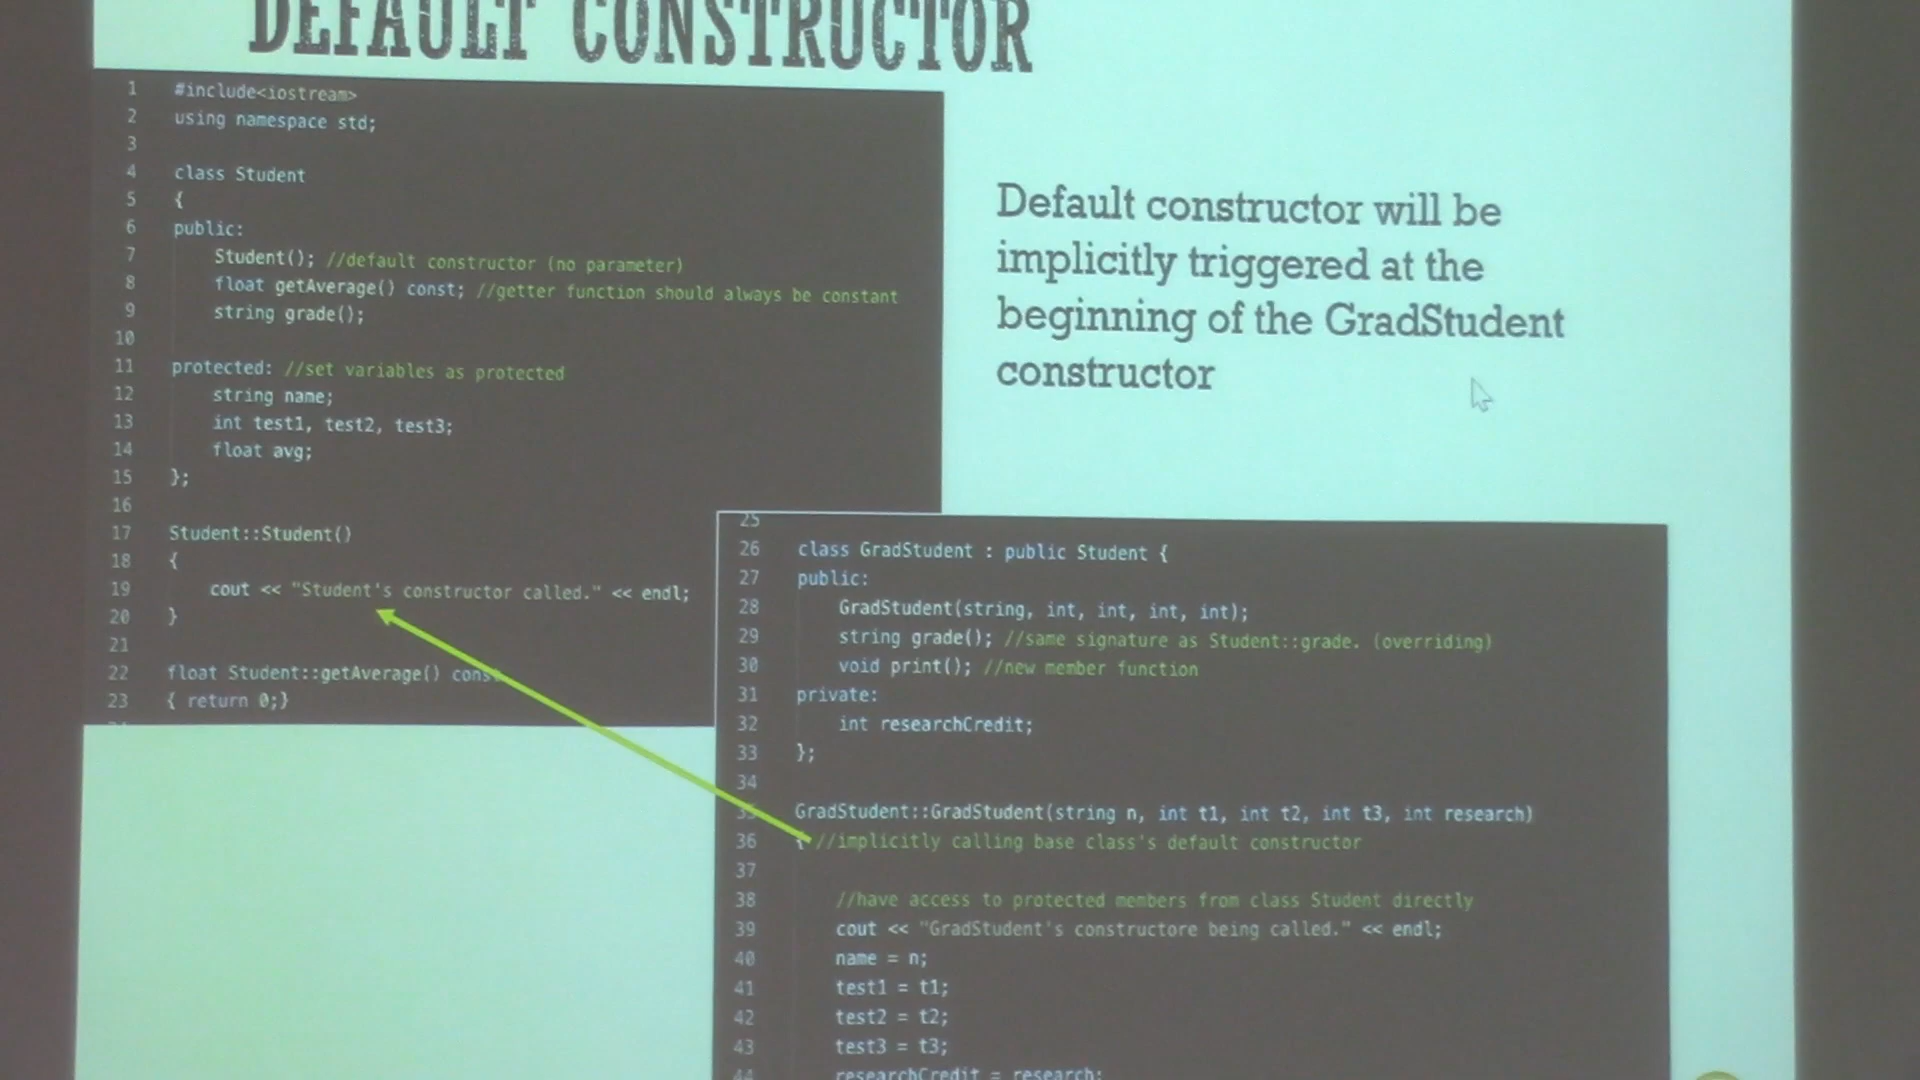 DEFAULT CONSTRUCTOR
1 #include<iostream>
2 using namespace std;
3
4 class Student
5 {
6 public:
7 Student(); //default constructor (no parameter)
8 float getAverage() const; //getter function should always be constant
9 string grade();
10
11 protected: //set variables as protected
12 string name;
13 int test1, test2, test3;
14 float avg;
15 };
16
17 Student::Student()
18 {
19 cout << "Student's constructor called." << endl;
20 }
21
22 float Student::getAverage() const
23 { return 0;}
Default constructor will be
implicitly triggered at the
beginning of the GradStudent
constructor
25
26 class GradStudent : public Student {
27 public:
28 GradStudent(string, int, int, int, int);
29 string grade(); //same signature as Student::grade. (overriding)
30 void print(); //new member function
31 private:
32 int researchCredit;
33 };
34
35 GradStudent::GradStudent(string n, int t1, int t2, int t3, int research)
36 { //implicitly calling base class's default constructor
37
38 //have access to protected members from class Student directly
39 cout << "GradStudent's constructore being called." << endl;
40 name = n;
41 test1 = t1;
42 test2 = t2;
43 test3 = t3;
44 researchCredit = research;